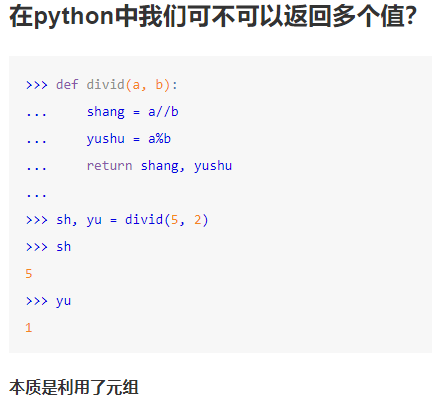 在python中我们可不可以返回多个值?
>>> def divid(a, b):
...     shang = a//b
...     yushu = a%b
...     return shang, yushu
...
>>> sh, yu = divid(5, 2)
>>> sh
5
>>> yu
1
本质是利用了元组